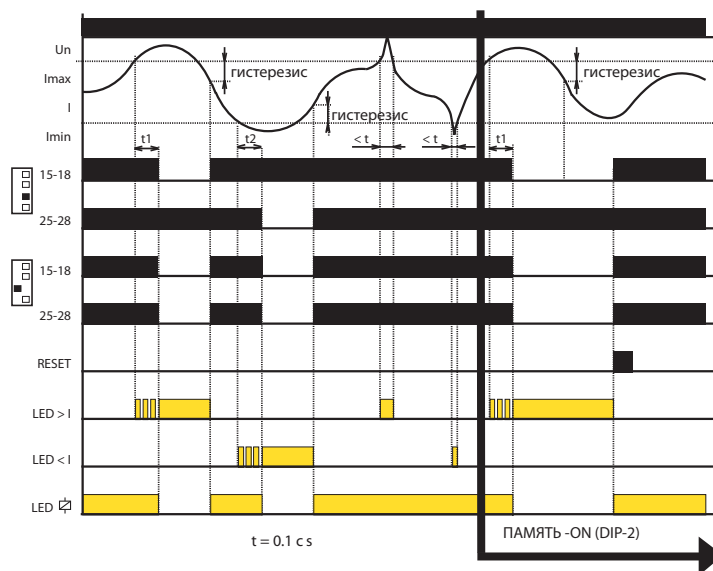 Un
Imax
I
Imin
гистерезис
гистерезис
гистерезис
t1
t2
< t
< t
t1
15-18
25-28
15-18
25-28
RESET
LED > I
LED < I
LED
t = 0.1 c s
ПАМЯТЬ -ON (DIP-2)